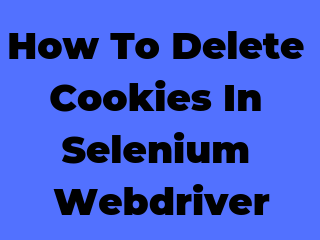 How To Delete
Cookies In
Selenium
Webdriver